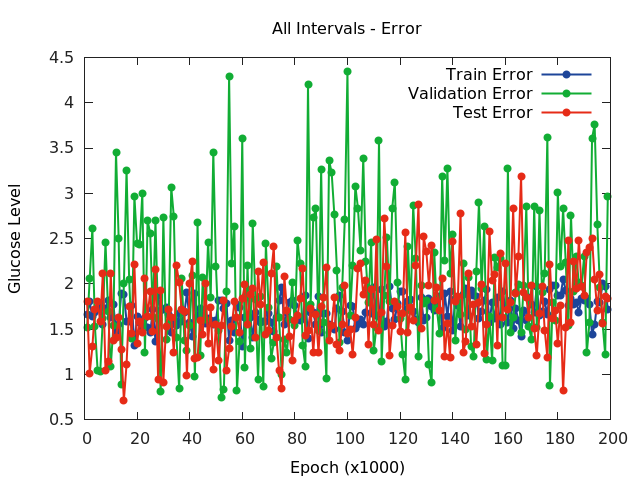 All Intervals - Error
Train Error
Validation Error
Test Error
4.5
4
3.5
3
2.5
2
1.5
1
0.5
Glucose Level
0 20 40 60 80 100 120 140 160 180 200
Epoch (x1000)